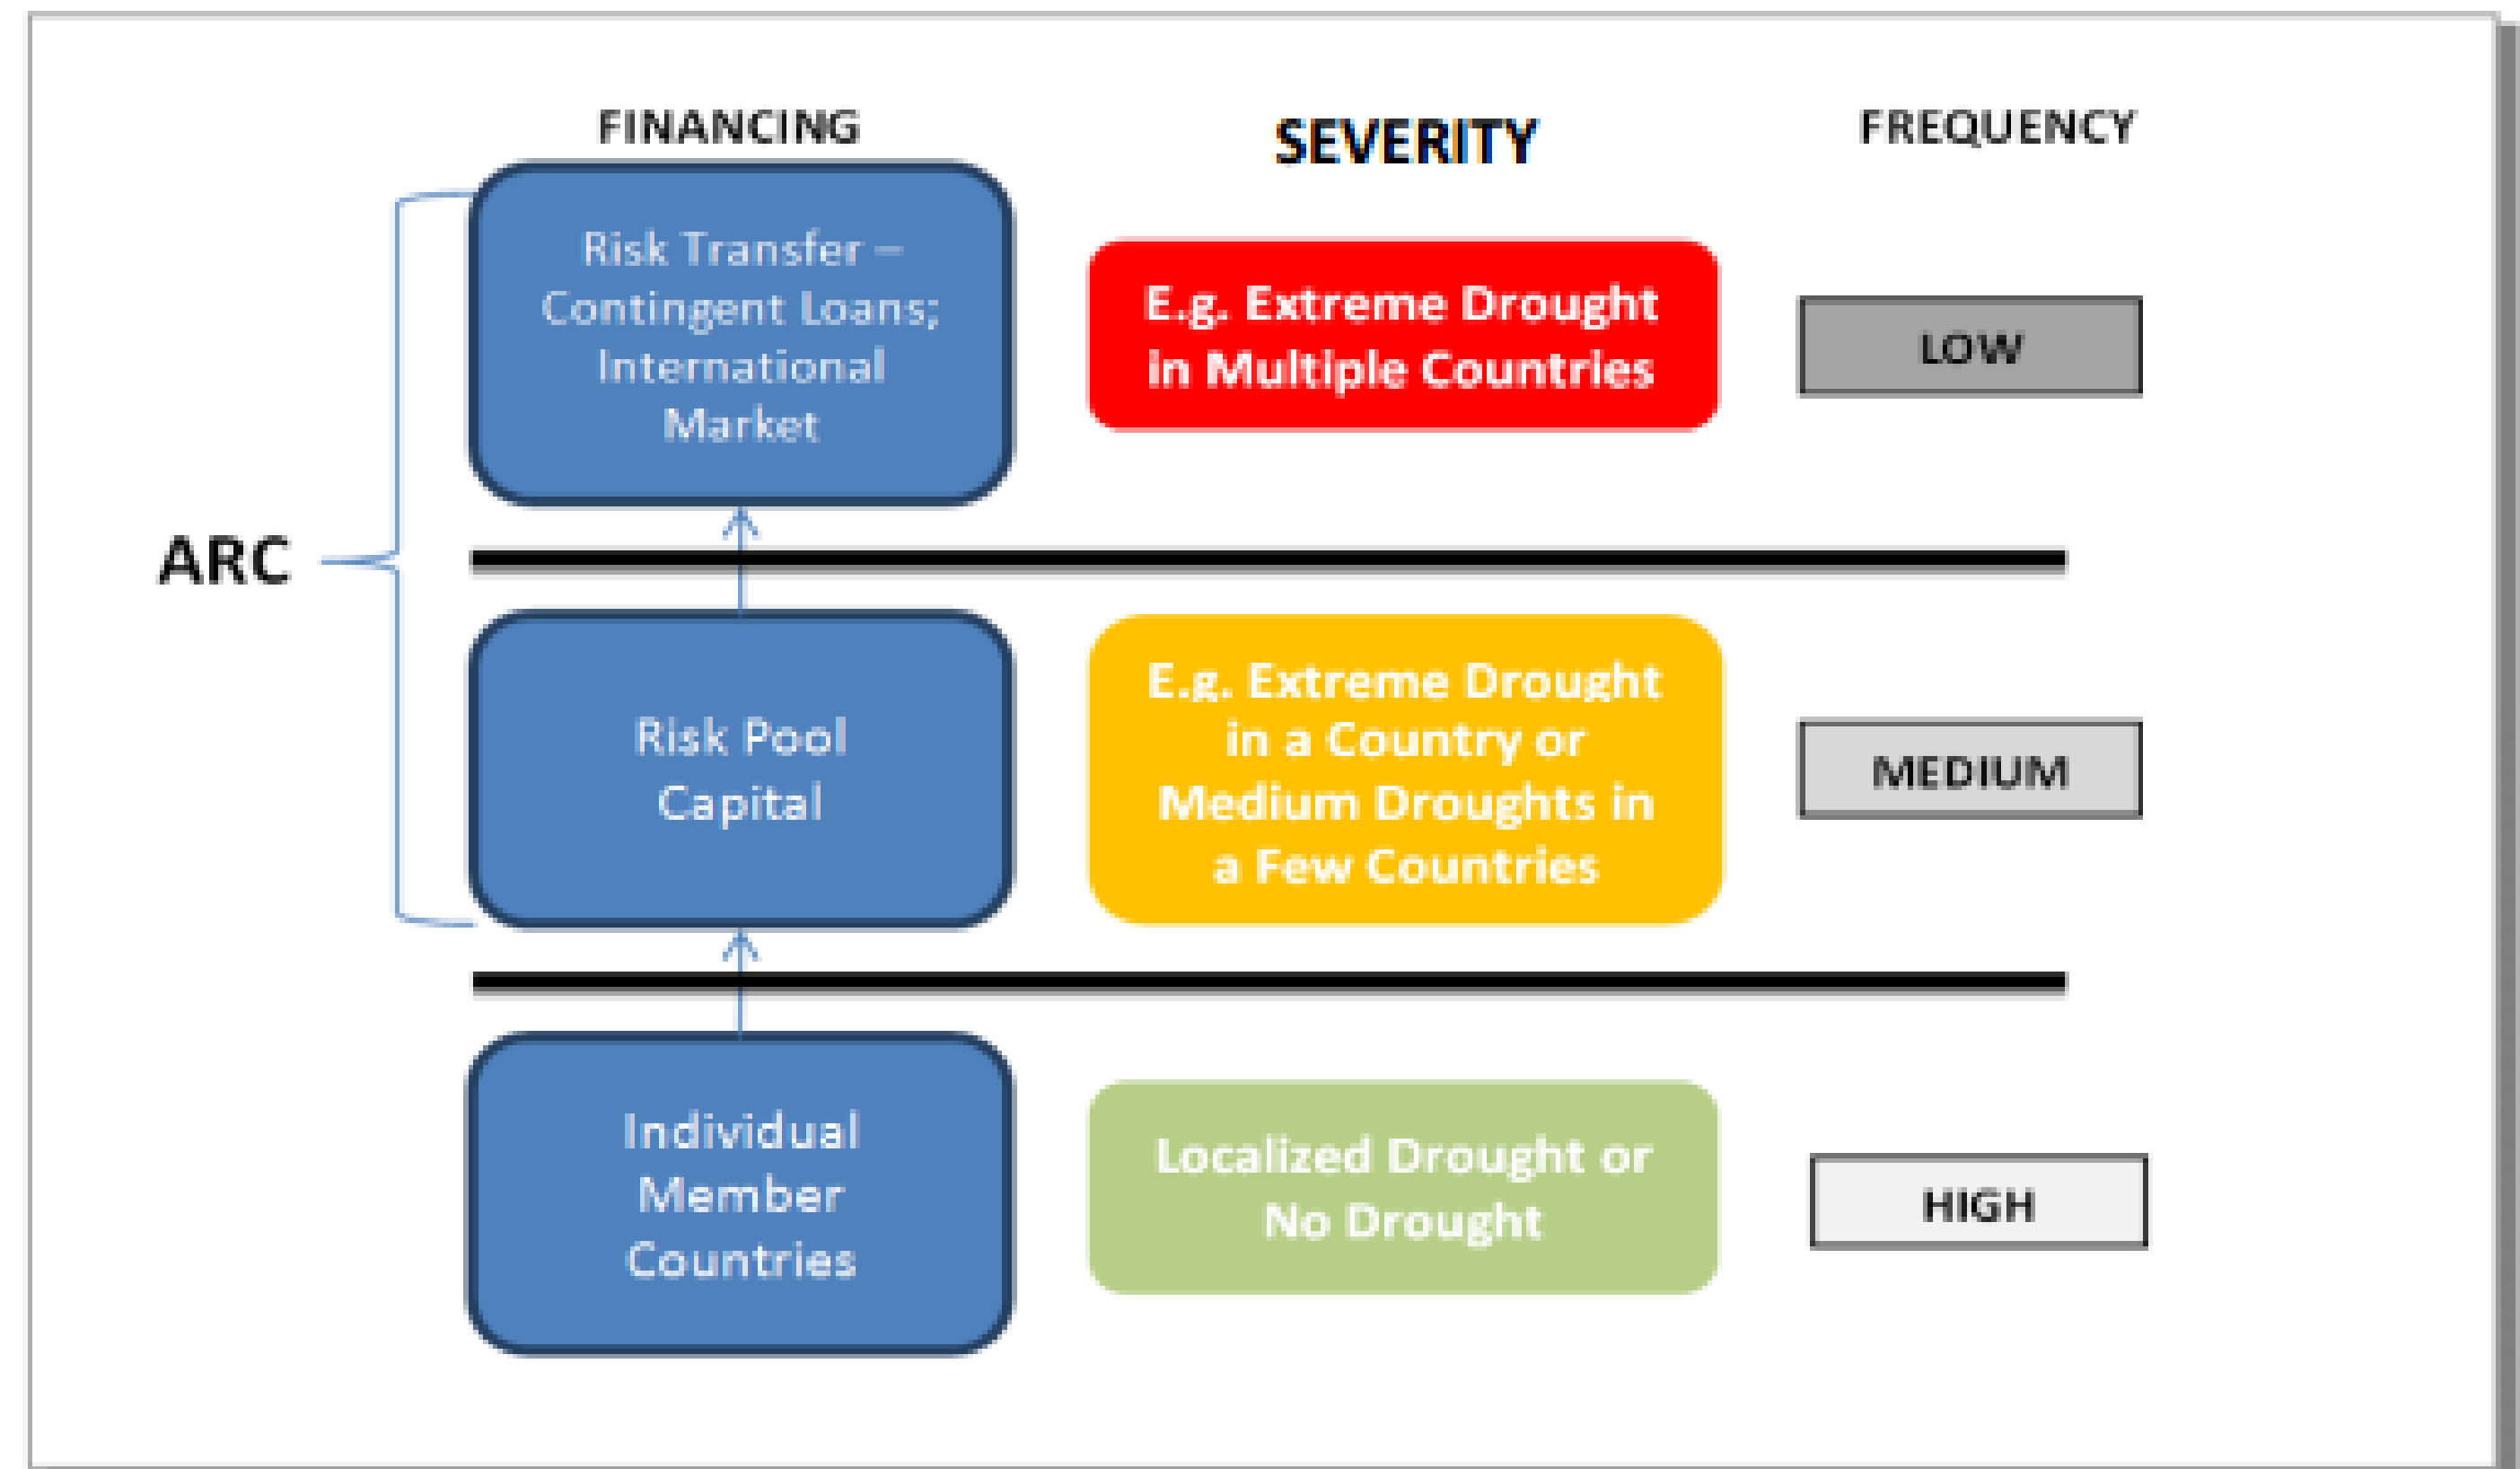 FINANCING
SEVERITY
FREQUENCY
Risk Transfer –
Contingent Loans;
International
Market
E.g. Extreme Drought
in Multiple Countries
LOW
ARC
Risk Pool
Capital
E.g. Extreme Drought
in a Country or
Medium Droughts in
a Few Countries
MEDIUM
Individual
Member
Countries
Localized Drought or
No Drought
HIGH